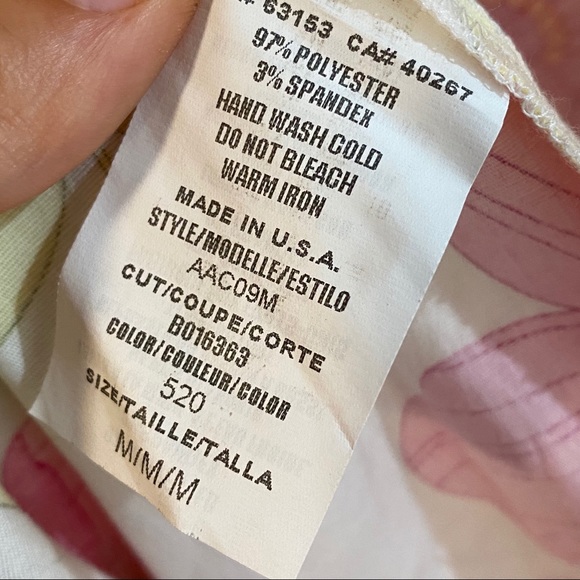 # 63153 CA# 40267
97% POLYESTER
3% SPANDEX
HAND WASH COLD
DO NOT BLEACH
WARM IRON
MADE IN U.S.A.
STYLE/MODELLE/ESTILO
AAC09M
CUT/COUPE/CORTE
B016363
COLOR/COULEUR/COLOR
520
SIZE/TAILLE/TALLA
M/M/M